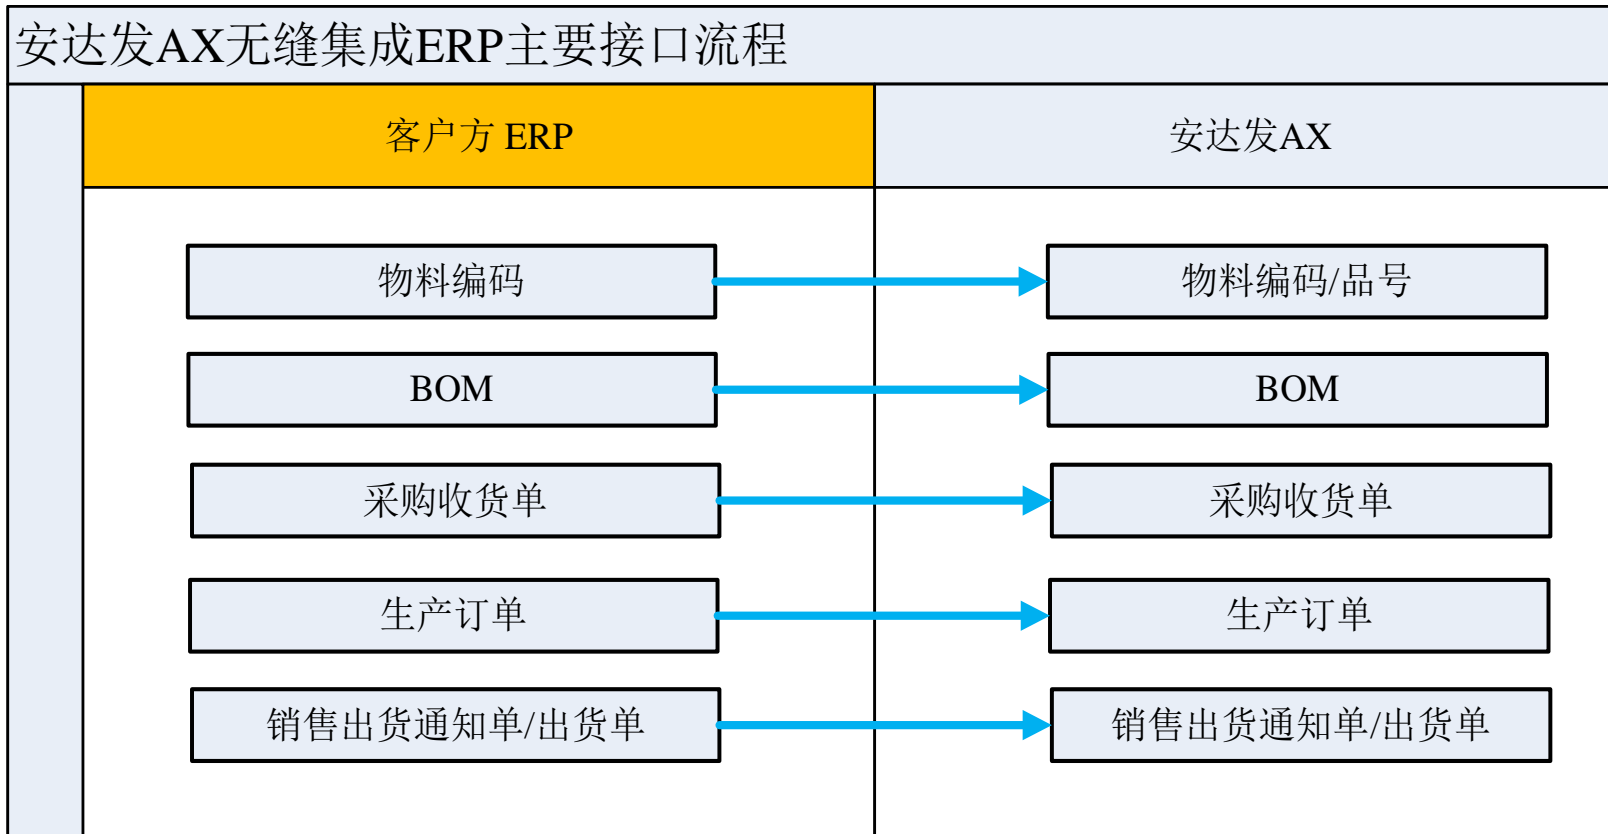 安达发AX无缝集成ERP主要接口流程
客户方 ERP
安达发AX
物料编码
物料编码/品号
BOM
BOM
采购收货单
采购收货单
生产订单
生产订单
销售出货通知单/出货单
销售出货通知单/出货单